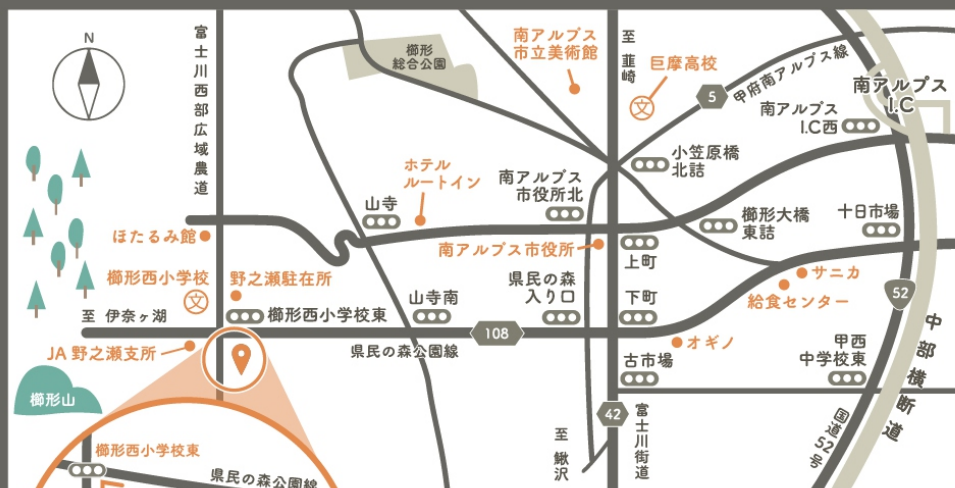 N
富士川西部広域農道
櫛形
総合公園
南アルプス
市立美術館
至 韮崎
巨摩高校
文
5
甲府南アルプス線
南アルプス
I.C
南アルプス
I.C西
小笠原橋
北詰
ホテル
ルートイン
山寺
南アルプス
市役所北
櫛形大橋
東詰
十日市場
ほたるみ館
南アルプス市役所
上町
サニカ
給食センター
櫛形西小学校
文
野之瀬駐在所
県民の森
入り口
下町
52
至 伊奈ヶ湖
櫛形西小学校東
山寺南
108
県民の森公園線
オギノ
JA 野之瀬支所
古市場
甲西
中学校東
中部横断道
櫛形山
42
富士川街道
国道52号
至 鰍沢
櫛形西小学校東
県民の森公園線